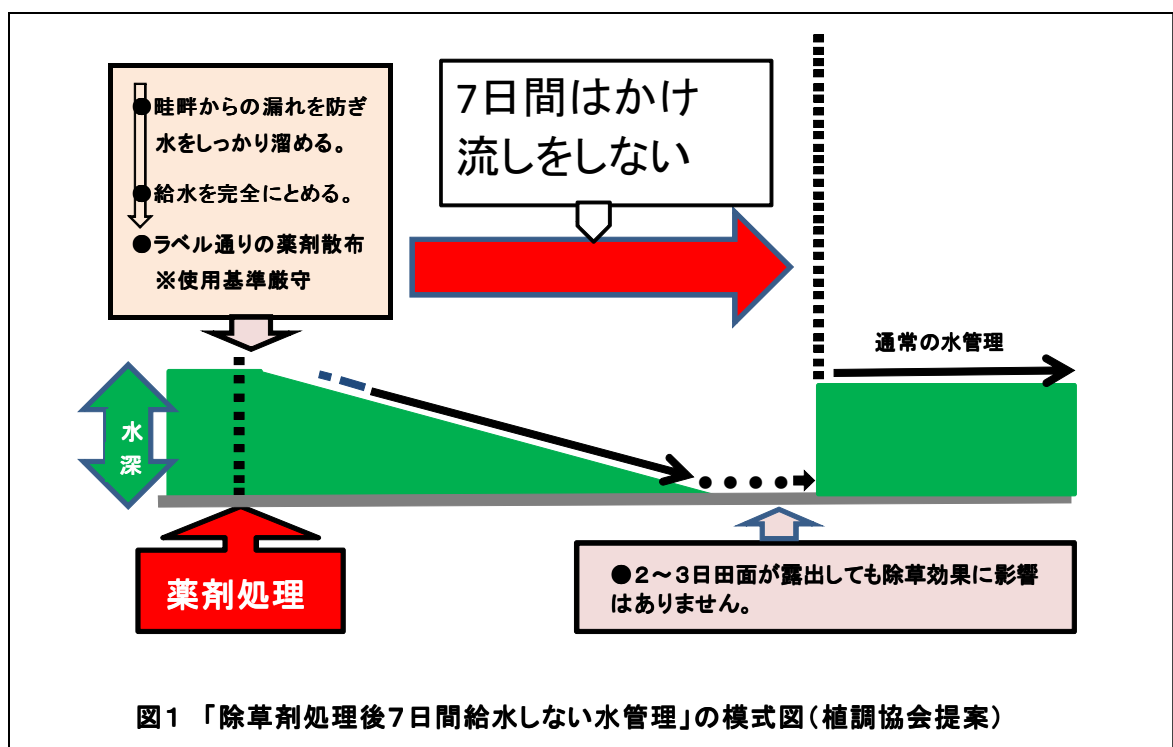 ●畦畔からの漏れを防ぎ
水をしっかり溜める。
●給水を完全にとめる。
●ラベル通りの薬剤散布
※使用基準厳守
7日間はかけ
流しをしない
通常の水管理
水
深
薬剤処理
●2～3日田面が露出しても除草効果に影響
はありません。
図1 「除草剤処理後7日間給水しない水管理」の模式図(植調協会提案)